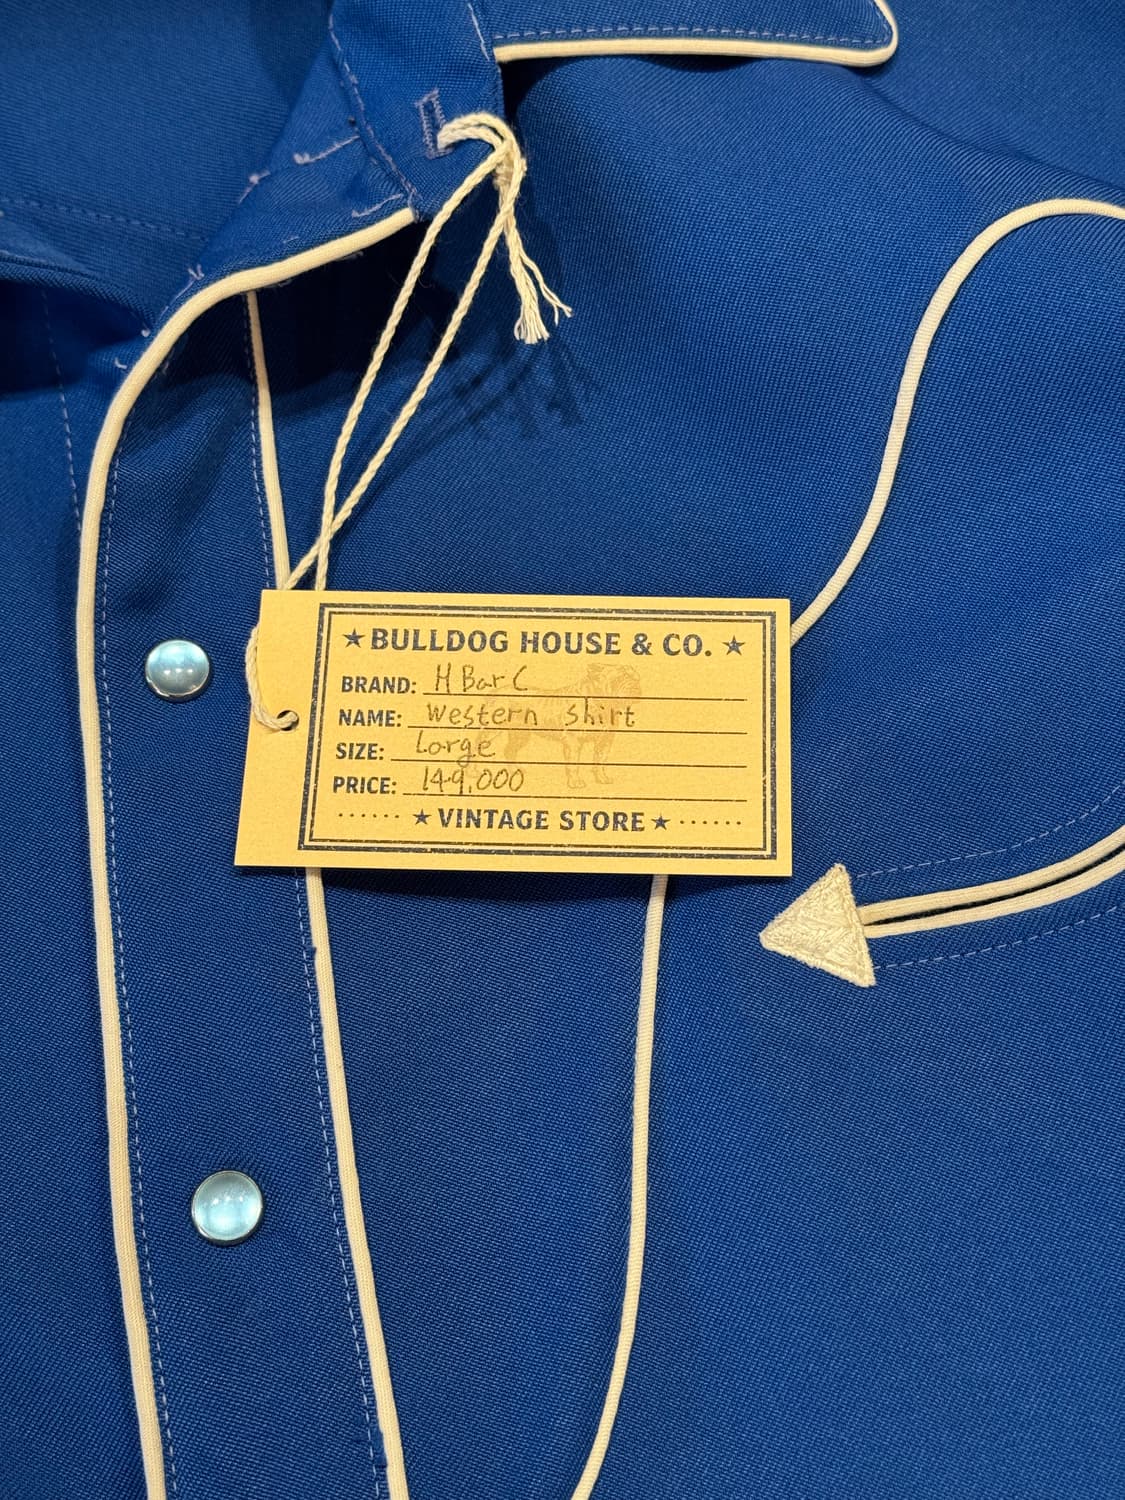 ★ BULLDOG HOUSE & CO. ★
BRAND: H Bar C
NAME: Western shirt
SIZE: Large
PRICE: 149,000
★ VINTAGE STORE ★